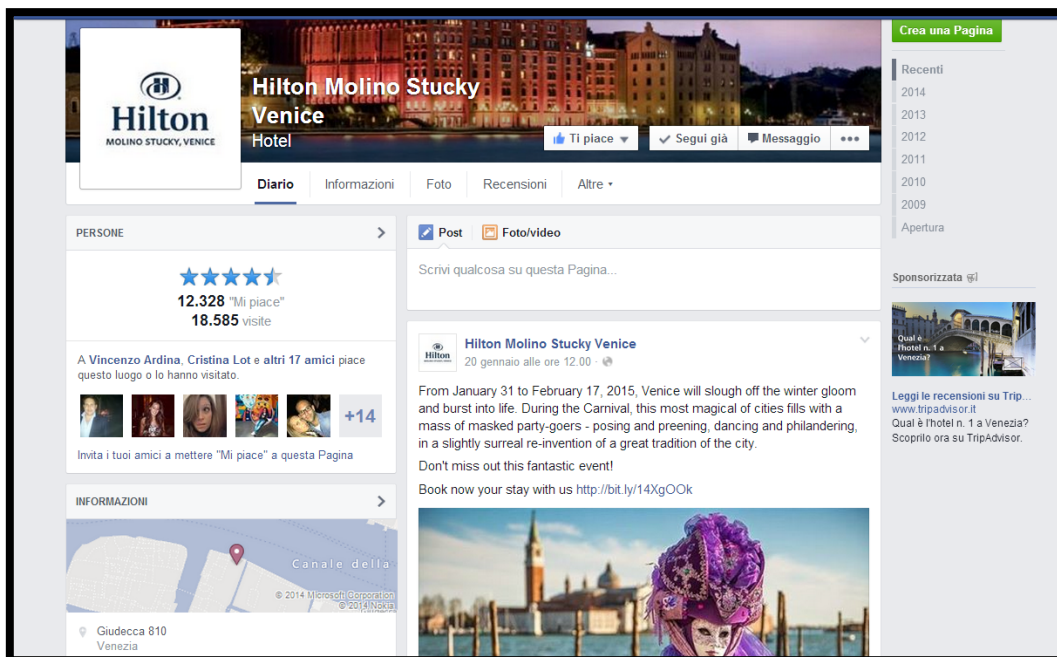 Hilton
MOLINO STUCKY, VENICE
Hilton Molino Stucky
Venice
Hotel
Ti piace
Segui già
Messaggio
Diario
Informazioni
Foto
Recensioni
Altre
Crea una Pagina
Recenti
2014
2013
2012
2011
2010
2009
Apertura
PERSONE
12.328 "Mi piace"
18.585 visite
A Vincenzo Ardina, Cristina Lot e altri 17 amici piace
questo luogo o lo hanno visitato.
+14
Invita i tuoi amici a mettere "Mi piace" a questa Pagina
INFORMAZIONI
Canale della
© 2014 Microsoft Corporation
© 2014 Nokia
Giudecca 810
Venezia
Post
Foto/video
Scrivi qualcosa su questa Pagina...
Hilton
Hilton Molino Stucky Venice
20 gennaio alle ore 12.00 ·
From January 31 to February 17, 2015, Venice will slough off the winter gloom
and burst into life. During the Carnival, this most magical of cities fills with a
mass of masked party-goers - posing and preening, dancing and philandering,
in a slightly surreal re-invention of a great tradition of the city.
Don't miss out this fantastic event!
Book now your stay with us http://bit.ly/14XgOOk
Sponsorizzata
Qual è
l'hotel n. 1 a
Venezia?
Leggi le recensioni su Trip...
www.tripadvisor.it
Qual è l'hotel n. 1 a Venezia?
Scoprilo ora su TripAdvisor.